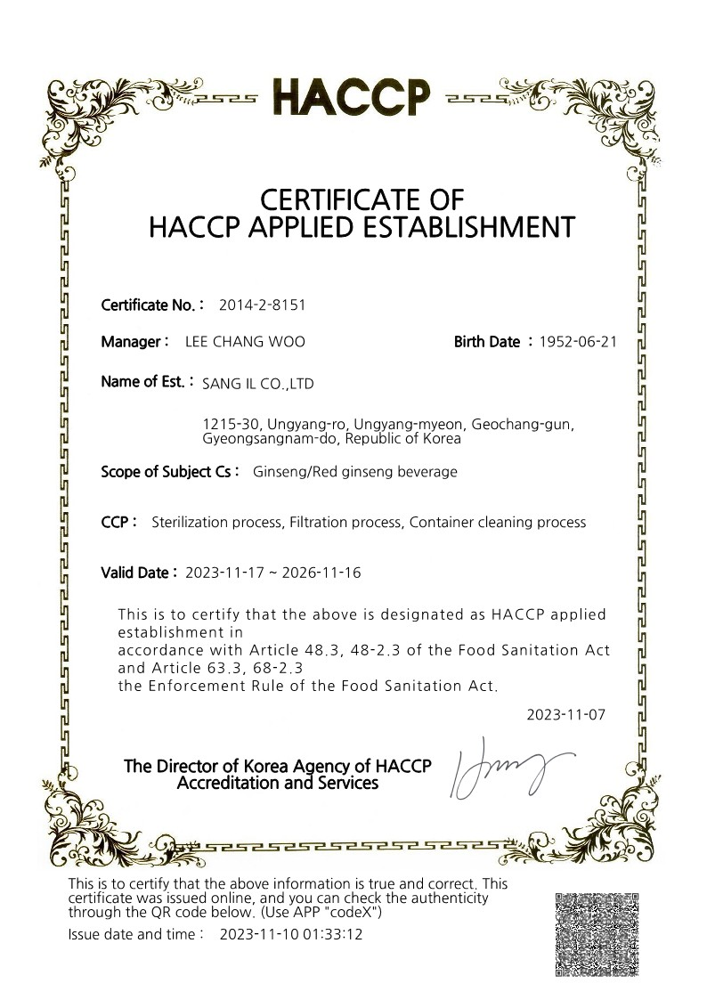 HACCP
CERTIFICATE OF
HACCP APPLIED ESTABLISHMENT
Certificate No. : 2014-2-8151
Manager : LEE CHANG WOO Birth Date : 1952-06-21
Name of Est. : SANG IL CO.,LTD
1215-30, Ungyang-ro, Ungyang-myeon, Geochang-gun,
Gyeongsangnam-do, Republic of Korea
Scope of Subject Cs : Ginseng/Red ginseng beverage
CCP : Sterilization process, Filtration process, Container cleaning process
Valid Date : 2023-11-17 ~ 2026-11-16
This is to certify that the above is designated as HACCP applied
establishment in
accordance with Article 48.3, 48-2.3 of the Food Sanitation Act
and Article 63.3, 68-2.3
the Enforcement Rule of the Food Sanitation Act.
2023-11-07
The Director of Korea Agency of HACCP
Accreditation and Services
This is to certify that the above information is true and correct. This
certificate was issued online, and you can check the authenticity
through the QR code below. (Use APP "codeX")
Issue date and time : 2023-11-10 01:33:12